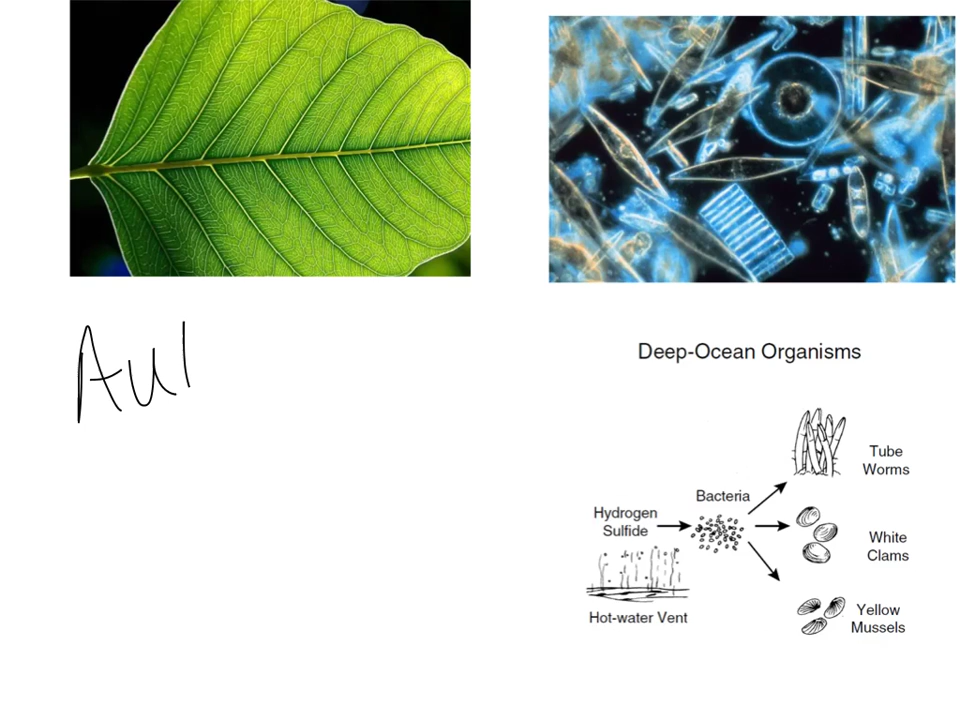 Aul
Deep-Ocean Organisms
Tube
Worms
Bacteria
Hydrogen
Sulfide
White
Clams
Hot-water Vent
Yellow
Mussels